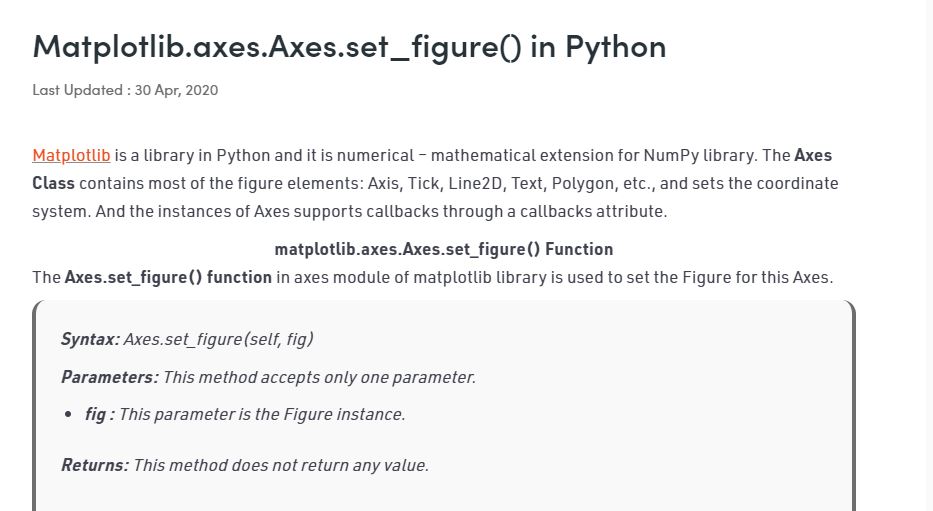 Matplotlib.axes.Axes.set_figure() in Python
Last Updated : 30 Apr, 2020
Matplotlib is a library in Python and it is numerical – mathematical extension for NumPy library. The Axes
Class contains most of the figure elements: Axis, Tick, Line2D, Text, Polygon, etc., and sets the coordinate
system. And the instances of Axes supports callbacks through a callbacks attribute.
matplotlib.axes.Axes.set_figure() Function
The Axes.set_figure() function in axes module of matplotlib library is used to set the Figure for this Axes.
Syntax: Axes.set_figure(self, fig)
Parameters: This method accepts only one parameter.
• fig : This parameter is the Figure instance.
Returns: This method does not return any value.